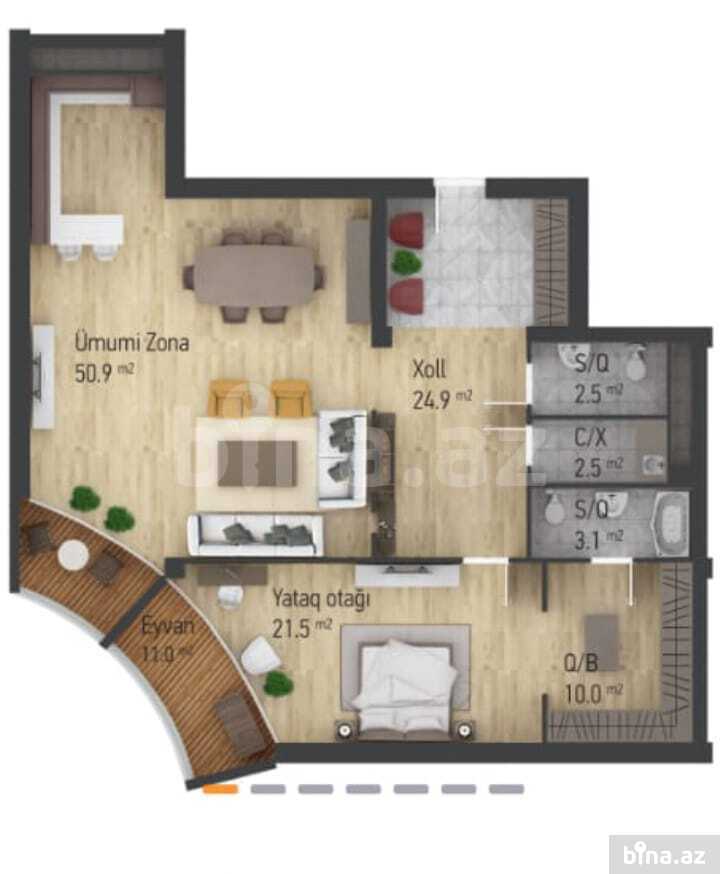 Ümumi Zona
50.9 m2
Xoll
24.9 m2
S/Q
2.5 m2
C/X
2.5 m2
S/Q
3.1 m2
Yataq otağı
21.5 m2
Eyvan
11.0 m2
Q/B
10.0 m2
bina.az
bina.az